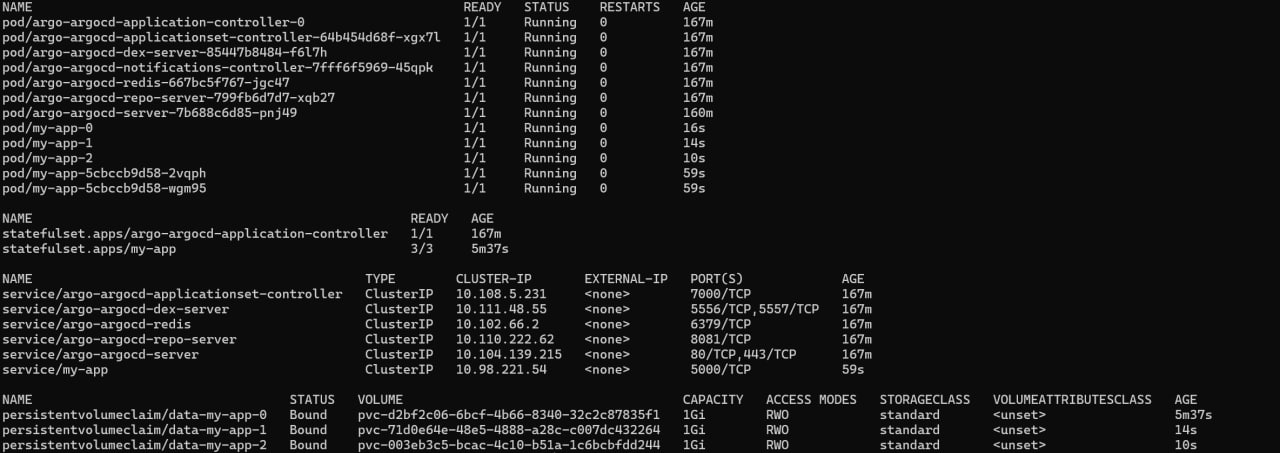 NAME READY STATUS RESTARTS AGE
pod/argo-argocd-application-controller-0 1/1 Running 0 167m
pod/argo-argocd-applicationset-controller-64b454d68f-xgx7l 1/1 Running 0 167m
pod/argo-argocd-dex-server-85447b8484-f6l7h 1/1 Running 0 167m
pod/argo-argocd-notifications-controller-7fff6f5969-45qpk 1/1 Running 0 167m
pod/argo-argocd-redis-667bc5f767-jgc47 1/1 Running 0 167m
pod/argo-argocd-repo-server-799fb6d7d7-xqb27 1/1 Running 0 167m
pod/argo-argocd-server-7b688c6d85-pnj49 1/1 Running 0 160m
pod/my-app-0 1/1 Running 0 16s
pod/my-app-1 1/1 Running 0 14s
pod/my-app-2 1/1 Running 0 10s
pod/my-app-5cbccb9d58-2vqph 1/1 Running 0 59s
pod/my-app-5cbccb9d58-wgm95 1/1 Running 0 59s
NAME READY AGE
statefulset.apps/argo-argocd-application-controller 1/1 167m
statefulset.apps/my-app 3/3 5m37s
NAME TYPE CLUSTER-IP EXTERNAL-IP PORT(S) AGE
service/argo-argocd-applicationset-controller ClusterIP 10.108.5.231 <none> 7000/TCP 167m
service/argo-argocd-dex-server ClusterIP 10.111.48.55 <none> 5556/TCP,5557/TCP 167m
service/argo-argocd-redis ClusterIP 10.102.66.2 <none> 6379/TCP 167m
service/argo-argocd-repo-server ClusterIP 10.110.222.62 <none> 8081/TCP 167m
service/argo-argocd-server ClusterIP 10.104.139.215 <none> 80/TCP,443/TCP 167m
service/my-app ClusterIP 10.98.221.54 <none> 5000/TCP 59s
NAME STATUS VOLUME CAPACITY ACCESS MODES STORAGECLASS VOLUMEATTRIBUTESCLASS AGE
persistentvolumeclaim/data-my-app-0 Bound pvc-d2bf2c06-6bcf-4b66-8340-32c2c87835f1 1Gi RWO standard <unset> 5m37s
persistentvolumeclaim/data-my-app-1 Bound pvc-71d0e64e-48e5-4888-a28c-c007dc432264 1Gi RWO standard <unset> 14s
persistentvolumeclaim/data-my-app-2 Bound pvc-003eb3c5-bcac-4c10-b51a-1c6bcbfdd244 1Gi RWO standard <unset> 10s